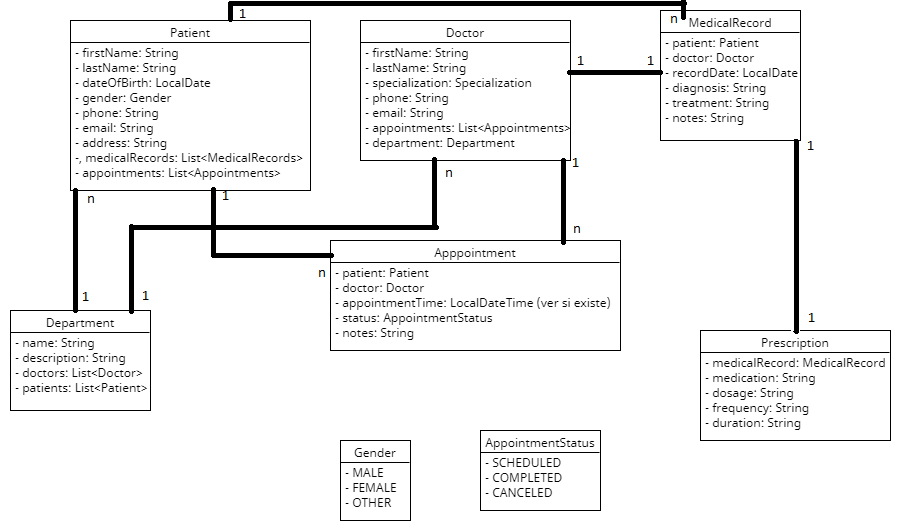 1
n
MedicalRecord
- patient: Patient
- doctor: Doctor
- recordDate: LocalDate
- diagnosis: String
- treatment: String
- notes: String
Patient
- firstName: String
- lastName: String
- dateOfBirth: LocalDate
- gender: Gender
- phone: String
- email: String
- address: String
-, medicalRecords: List<MedicalRecords>
- appointments: List<Appointments>
Doctor
- firstName: String
- lastName: String
- specialization: Specialization
- phone: String
- email: String
- appointments: List<Appointments>
- department: Department
1
1
n
1
n
1
1
n
n
Apppointment
- patient: Patient
- doctor: Doctor
- appointmentTime: LocalDateTime (ver si existe)
- status: AppointmentStatus
- notes: String
1
1
1
Department
- name: String
- description: String
- doctors: List<Doctor>
- patients: List<Patient>
Prescription
- medicalRecord: MedicalRecord
- medication: String
- dosage: String
- frequency: String
- duration: String
Gender
- MALE
- FEMALE
- OTHER
AppointmentStatus
- SCHEDULED
- COMPLETED
- CANCELED